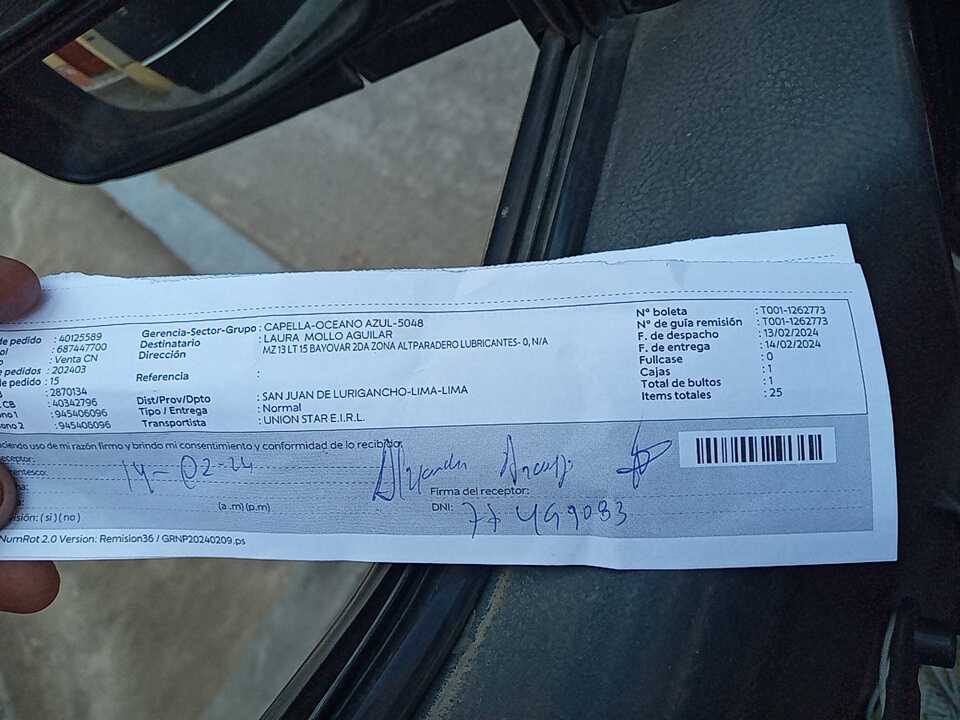 de pedido : 40125589 Gerencia-Sector-Grupo : CAPELLA-OCEANO AZUL-5048 N° boleta : T001-1262773
ol : 687447700 Destinatario : LAURA MOLLO AGUILAR N° de guía remisión : T001-1262773
o : Venta CN Dirección : MZ 13 LT 15 BAYOVAR 2DA ZONA ALTPARADERO LUBRICANTES- 0, N/A F. de despacho : 13/02/2024
e pedidos : 202403 F. de entrega : 14/02/2024
de pedido : 15 Referencia : Fullcase : 0
: 2870134 Cajas : 1
CB : 40342796 Dist/Prov/Dpto : SAN JUAN DE LURIGANCHO-LIMA-LIMA Total de bultos : 1
ono 1 : 945406096 Tipo / Entrega : Normal Items totales : 25
ono 2 : 945406096 Transportista : UNION STAR E.I.R.L.
aciendo uso de mi razón firmo y brindo mi consentimiento y conformidad de lo recibido.
eceptor:
entesco: 14-02-24
Firma del receptor:
(a.m)(p.m) DNI: 77499083
isión: ( si ) ( no )
NumRot 2.0 Version: Remision36 / GRNP20240209.ps